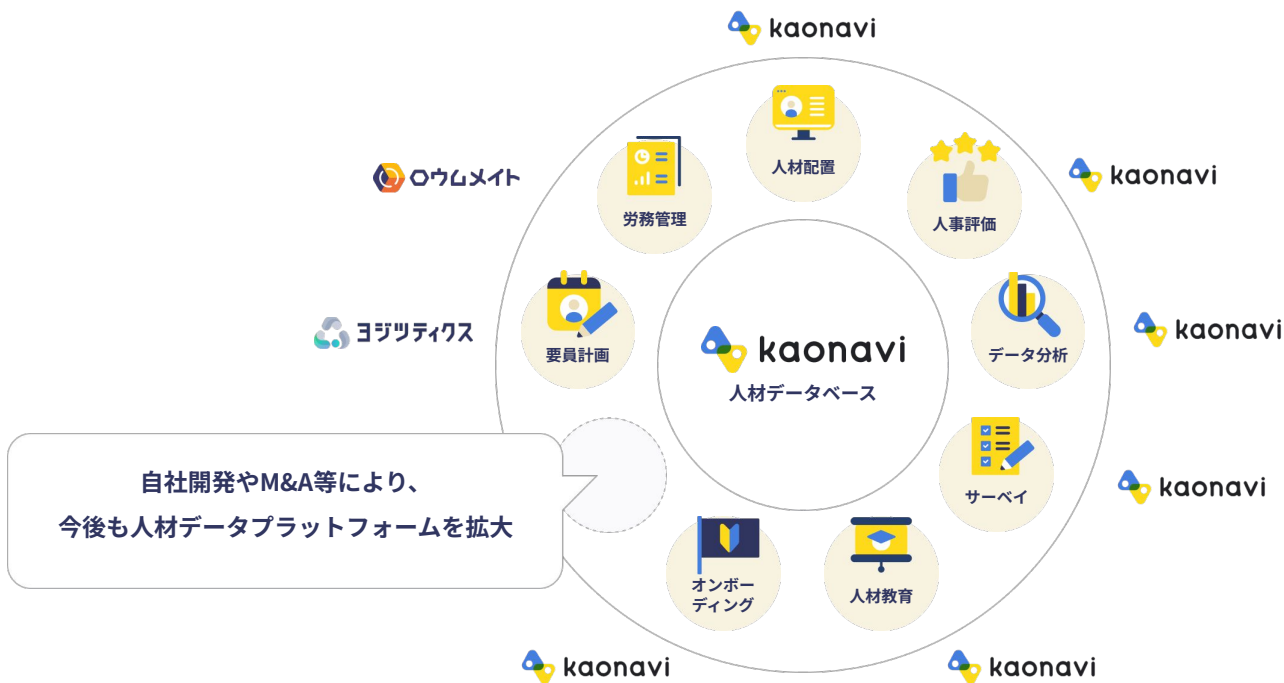 kaonavi
人材配置
kaonavi
人事評価
kaonavi
データ分析
kaonavi
サーベイ
kaonavi
人材教育
kaonavi
オンボー
ディング
ロウムメイト
労務管理
ヨジツティクス
要員計画
kaonavi
人材データベース
自社開発やM&A等により、
今後も人材データプラットフォームを拡大